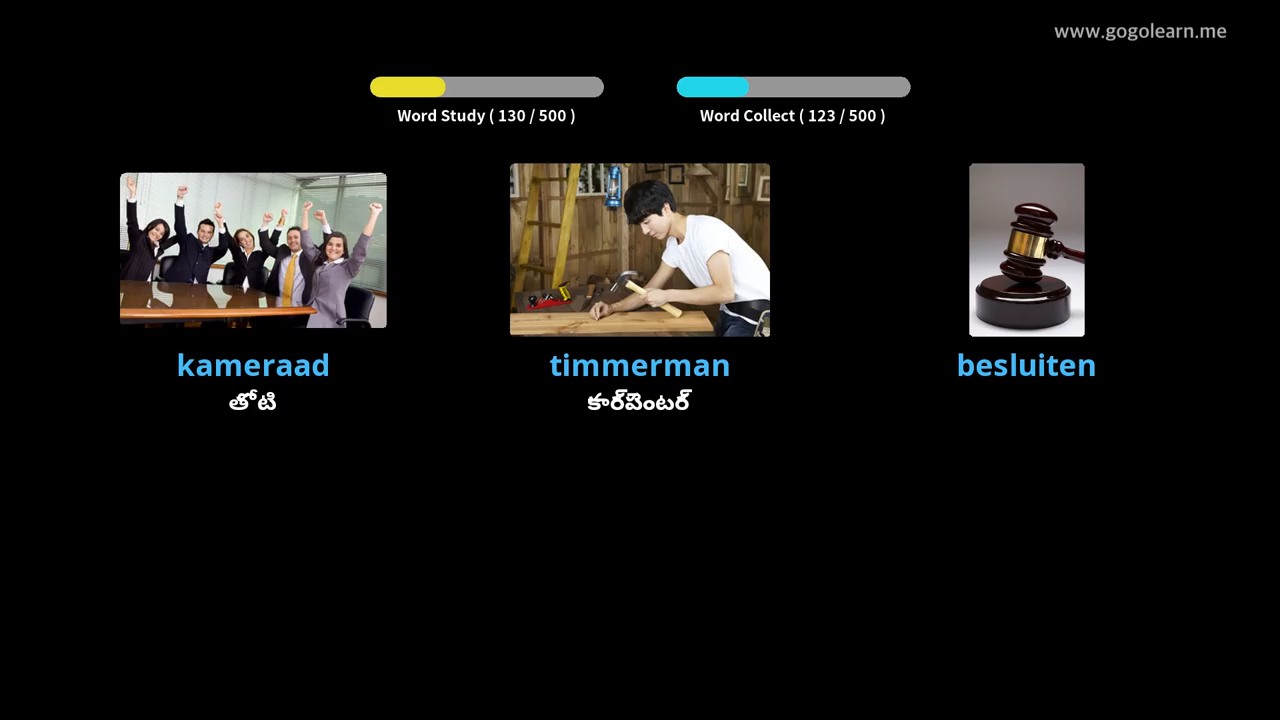 www.gogolearn.me
Word Study ( 130 / 500 )
Word Collect ( 123 / 500 )
kameraad
timmerman
besluiten
తోటి
కార్పెంటర్